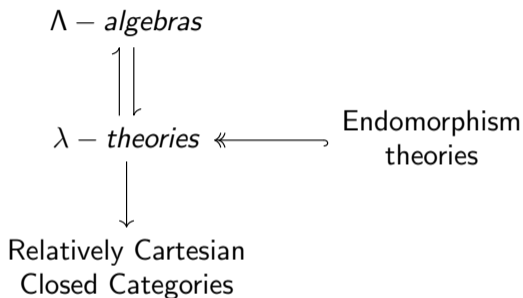 Λ − algebras
λ − theories
Endomorphism
theories
Relatively Cartesian
Closed Categories